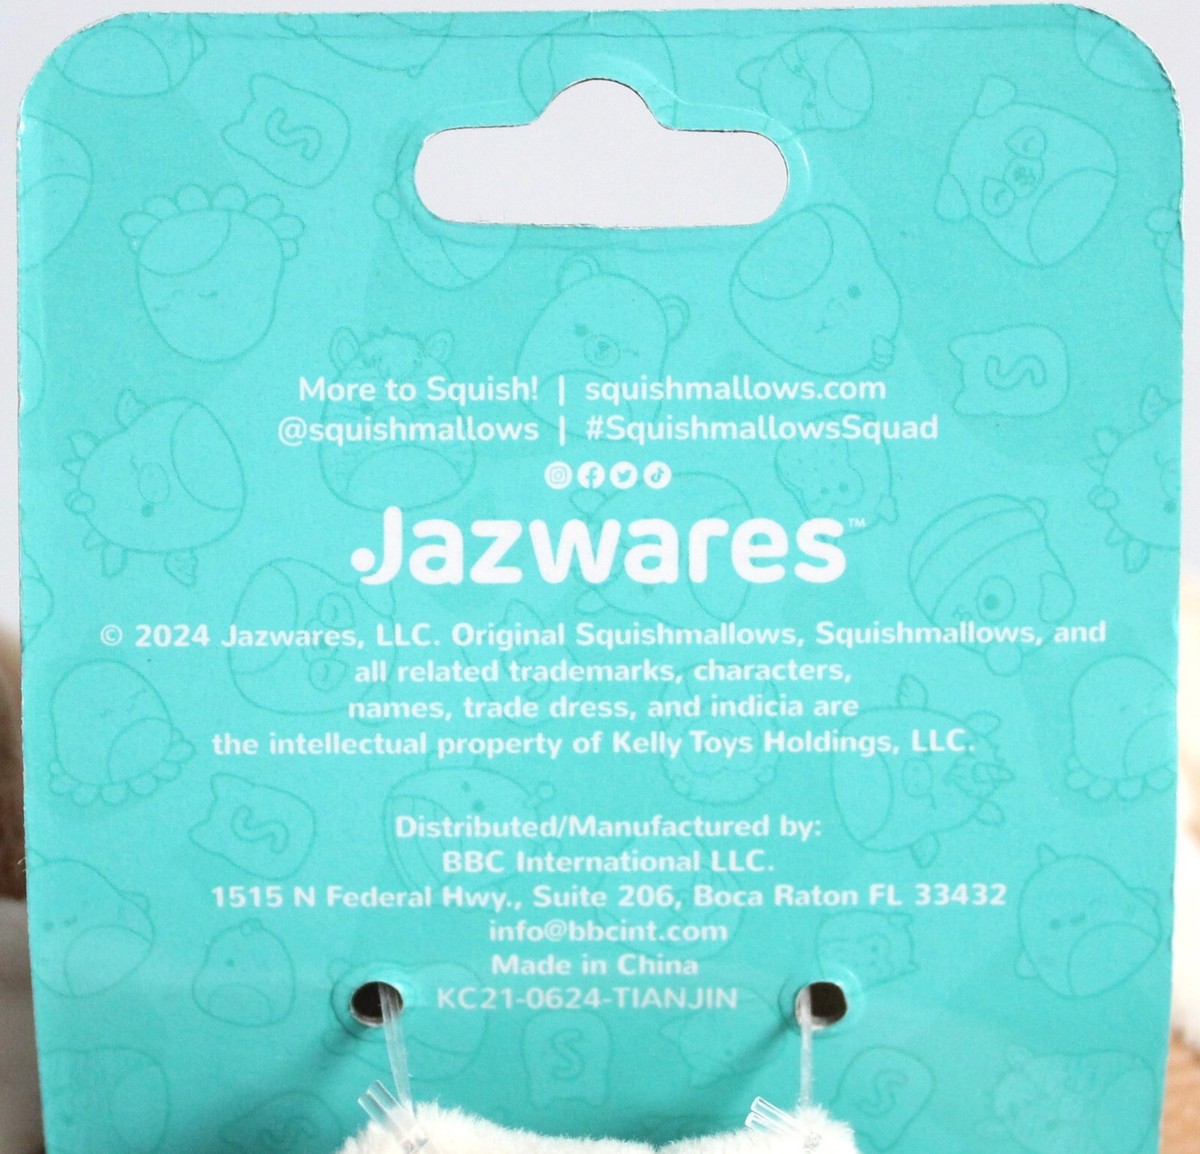 More to Squish! | squishmallows.com
@squishmallows | #SquishmallowsSquad
Jazwares™
© 2024 Jazwares, LLC. Original Squishmallows, Squishmallows, and
all related trademarks, characters,
names, trade dress, and indicia are
the intellectual property of Kelly Toys Holdings, LLC.
Distributed/Manufactured by:
BBC International LLC.
1515 N Federal Hwy., Suite 206, Boca Raton FL 33432
info@bbcint.com
Made in China
KC21-0624-TIANJIN